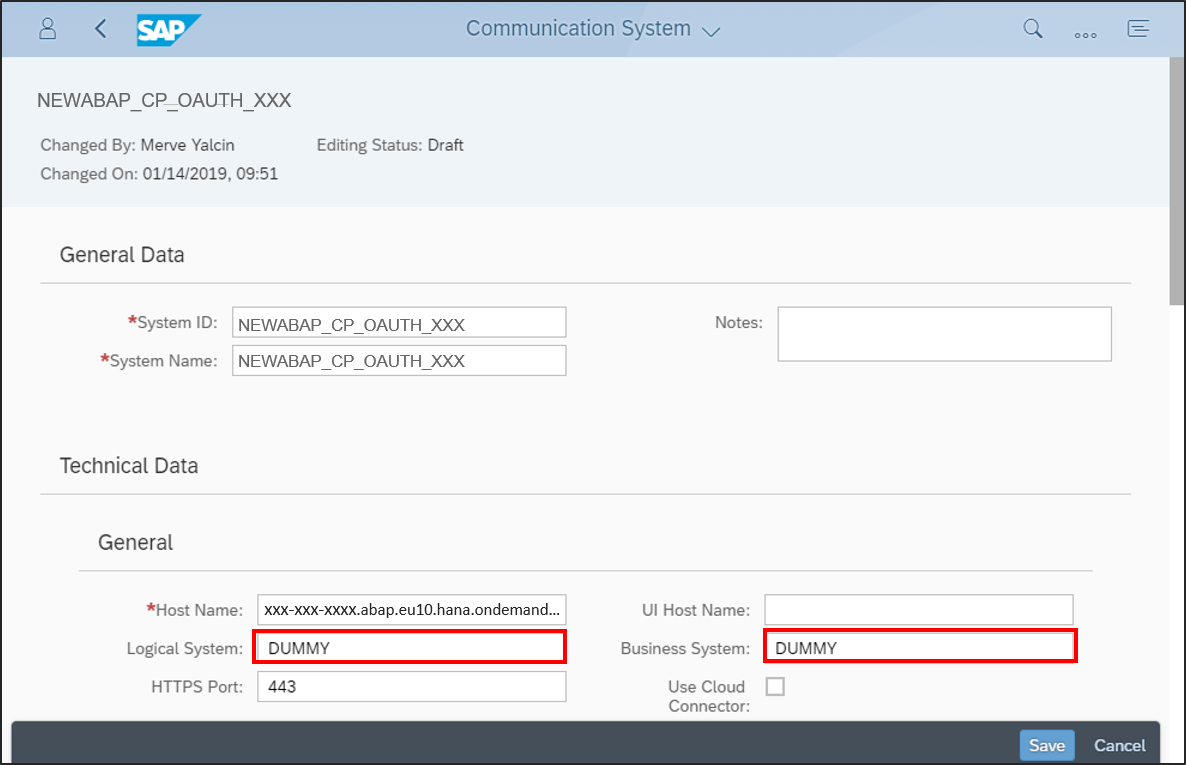 SAP Communication System
NEWABAP_CP_OAUTH_XXX
Changed By: Merve Yalcin Editing Status: Draft
Changed On: 01/14/2019, 09:51
General Data
*System ID: NEWABAP_CP_OAUTH_XXX Notes:
*System Name: NEWABAP_CP_OAUTH_XXX
Technical Data
General
*Host Name: xxx-xxx-xxxx.abap.eu10.hana.ondemand... UI Host Name:
Logical System: DUMMY Business System: DUMMY
HTTPS Port: 443 Use Cloud
Connector:
Save Cancel